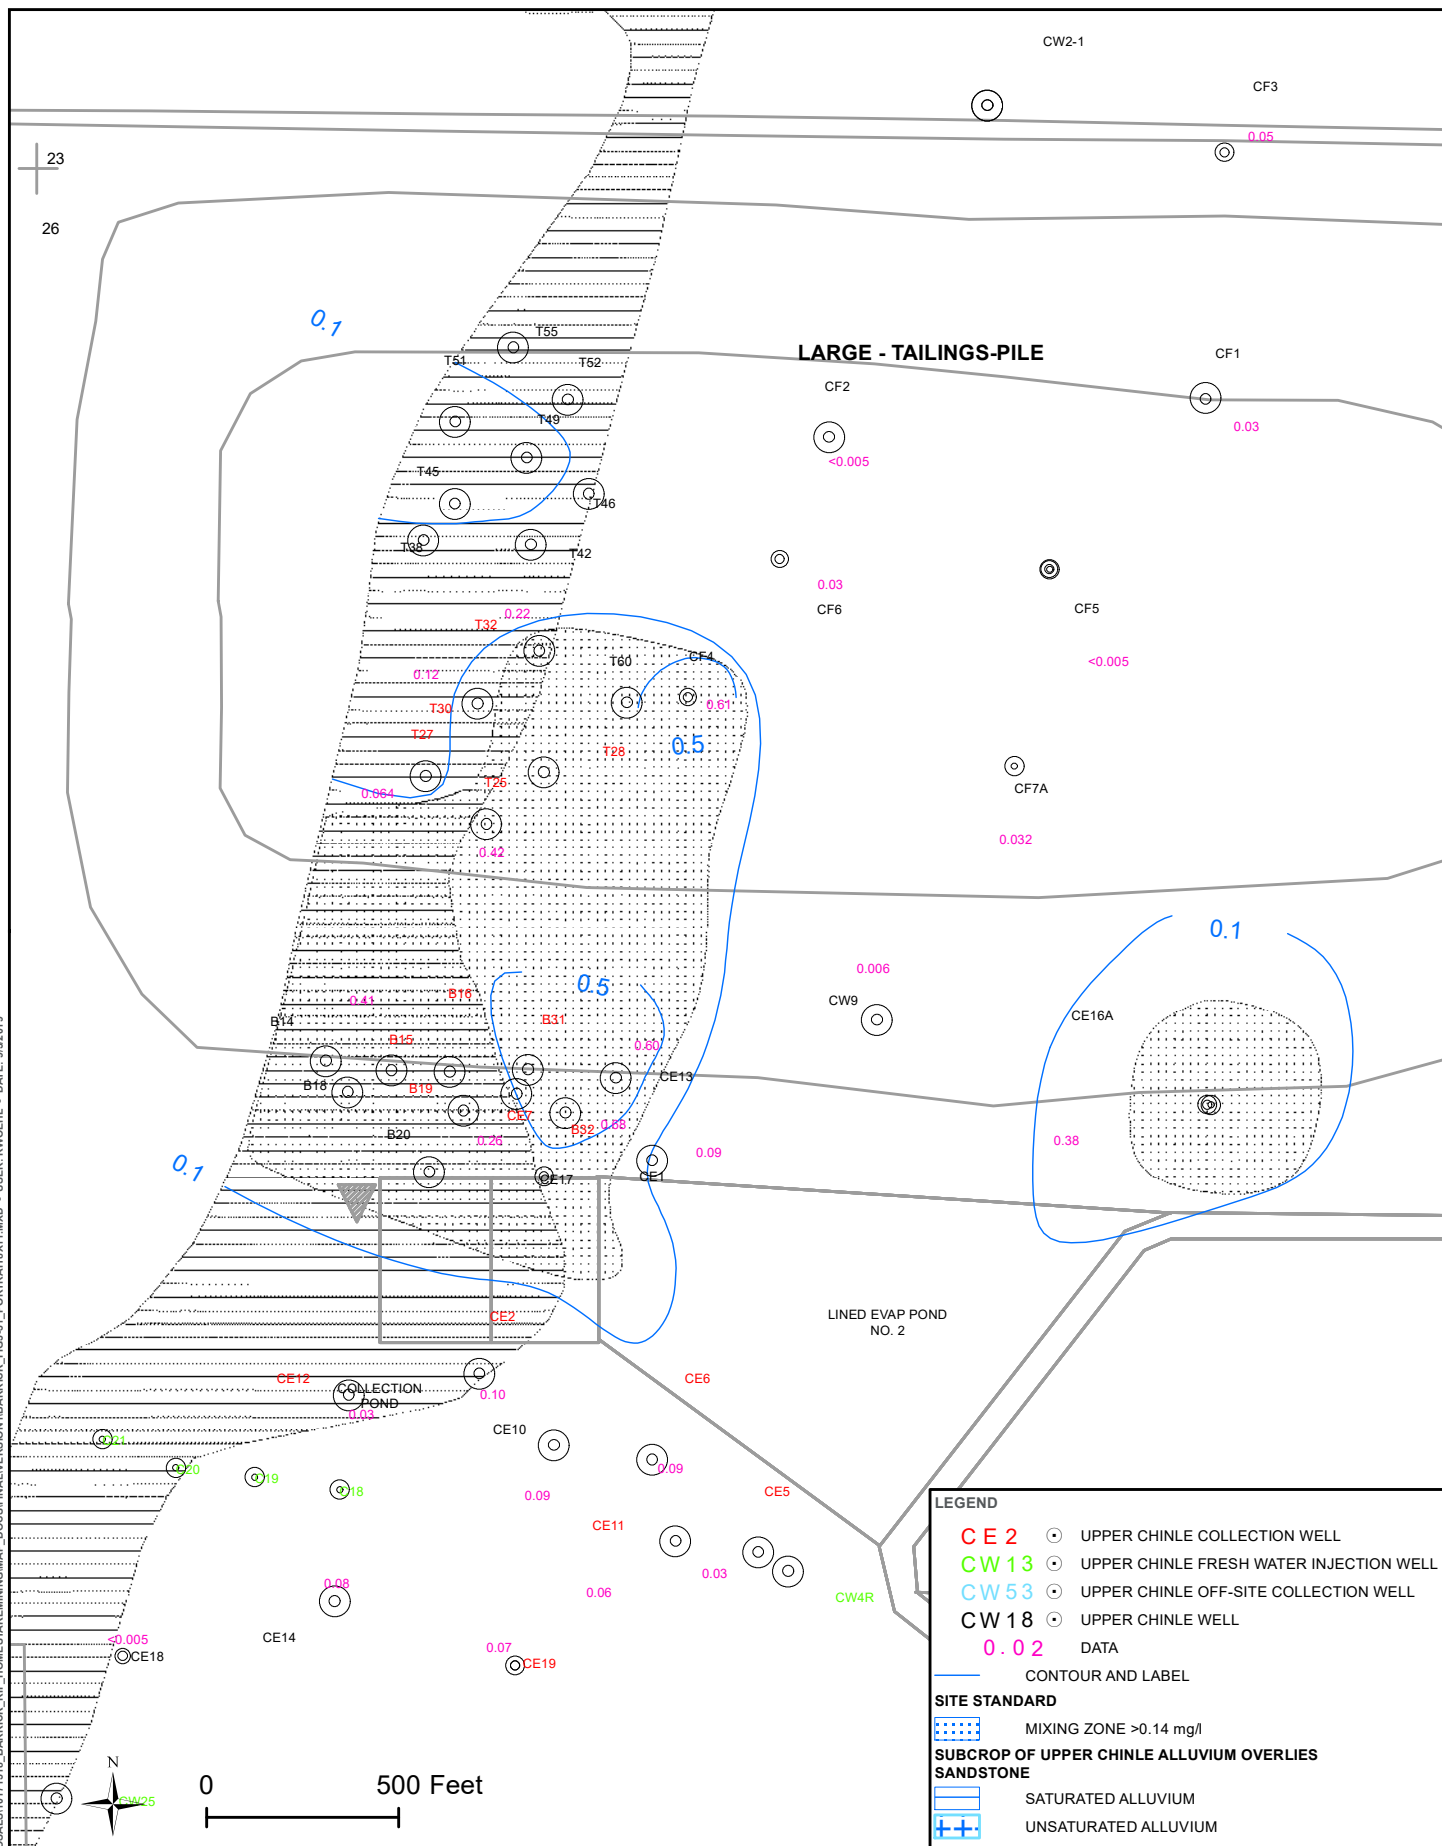 CW2-1
CF3
0.05
23
26
0.1
T55
T51
T52
LARGE - TAILINGS-PILE
CF1
CF2
T49
0.03
<0.005
T45
T46
T38
T42
0.03
CF6
CF5
0.22
T32
<0.005
T60
CF4
0.12
T30
0.61
T27
0.5
T28
T25
0.064
CF7A
0.42
0.032
0.1
0.006
0.5
B16
0.41
CW9
CE16A
B14
B31
B15
0.60
CE13
B18
B19
CE7
0.58
B32
B20
0.26
0.38
0.09
0.1
CE17
CE1
CE2
LINED EVAP POND
NO. 2
CE12
CE6
COLLECTION
POND
0.10
0.03
CE10
C21
C20
C19
C18
0.09
0.09
CE5
CE11
0.03
0.08
0.06
CW4R
CE14
<0.005
CE18
0.07
CE19
N
CW25
0
500 Feet
LEGEND
CE2 UPPER CHINLE COLLECTION WELL
CW13 UPPER CHINLE FRESH WATER INJECTION WELL
CW53 UPPER CHINLE OFF-SITE COLLECTION WELL
CW18 UPPER CHINLE WELL
0.02 DATA
CONTOUR AND LABEL
SITE STANDARD
MIXING ZONE >0.14 mg/l
SUBCROP OF UPPER CHINLE ALLUVIUM OVERLIES
SANDSTONE
SATURATED ALLUVIUM
UNSATURATED ALLUVIUM